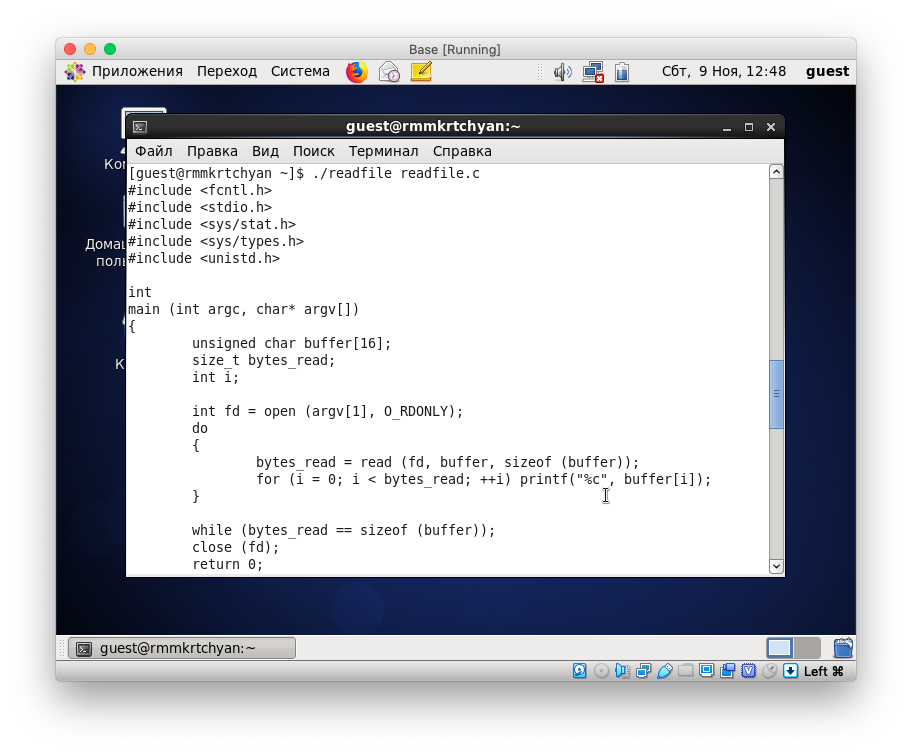 Base [Running]
Приложения Переход Система Сбт, 9 Ноя, 12:48 guest
guest@rmmkrtchyan:~
Файл Правка Вид Поиск Терминал Справка
[guest@rmmkrtchyan ~]$ ./readfile readfile.c
#include <fcntl.h>
#include <stdio.h>
#include <sys/stat.h>
#include <sys/types.h>
#include <unistd.h>
int
main (int argc, char* argv[])
{
unsigned char buffer[16];
size_t bytes_read;
int i;
int fd = open (argv[1], O_RDONLY);
do
{
bytes_read = read (fd, buffer, sizeof (buffer));
for (i = 0; i < bytes_read; ++i) printf("%c", buffer[i]);
}
while (bytes_read == sizeof (buffer));
close (fd);
return 0;
guest@rmmkrtchyan:~
Left ⌘